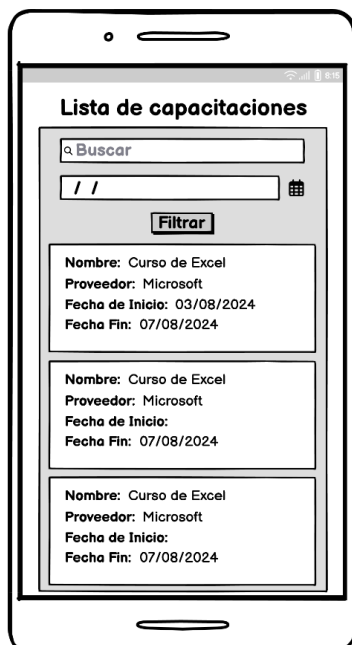 8:15
Lista de capacitaciones
Buscar
/ /
Filtrar
Nombre: Curso de Excel
Proveedor: Microsoft
Fecha de Inicio: 03/08/2024
Fecha Fin: 07/08/2024
Nombre: Curso de Excel
Proveedor: Microsoft
Fecha de Inicio:
Fecha Fin: 07/08/2024
Nombre: Curso de Excel
Proveedor: Microsoft
Fecha de Inicio:
Fecha Fin: 07/08/2024